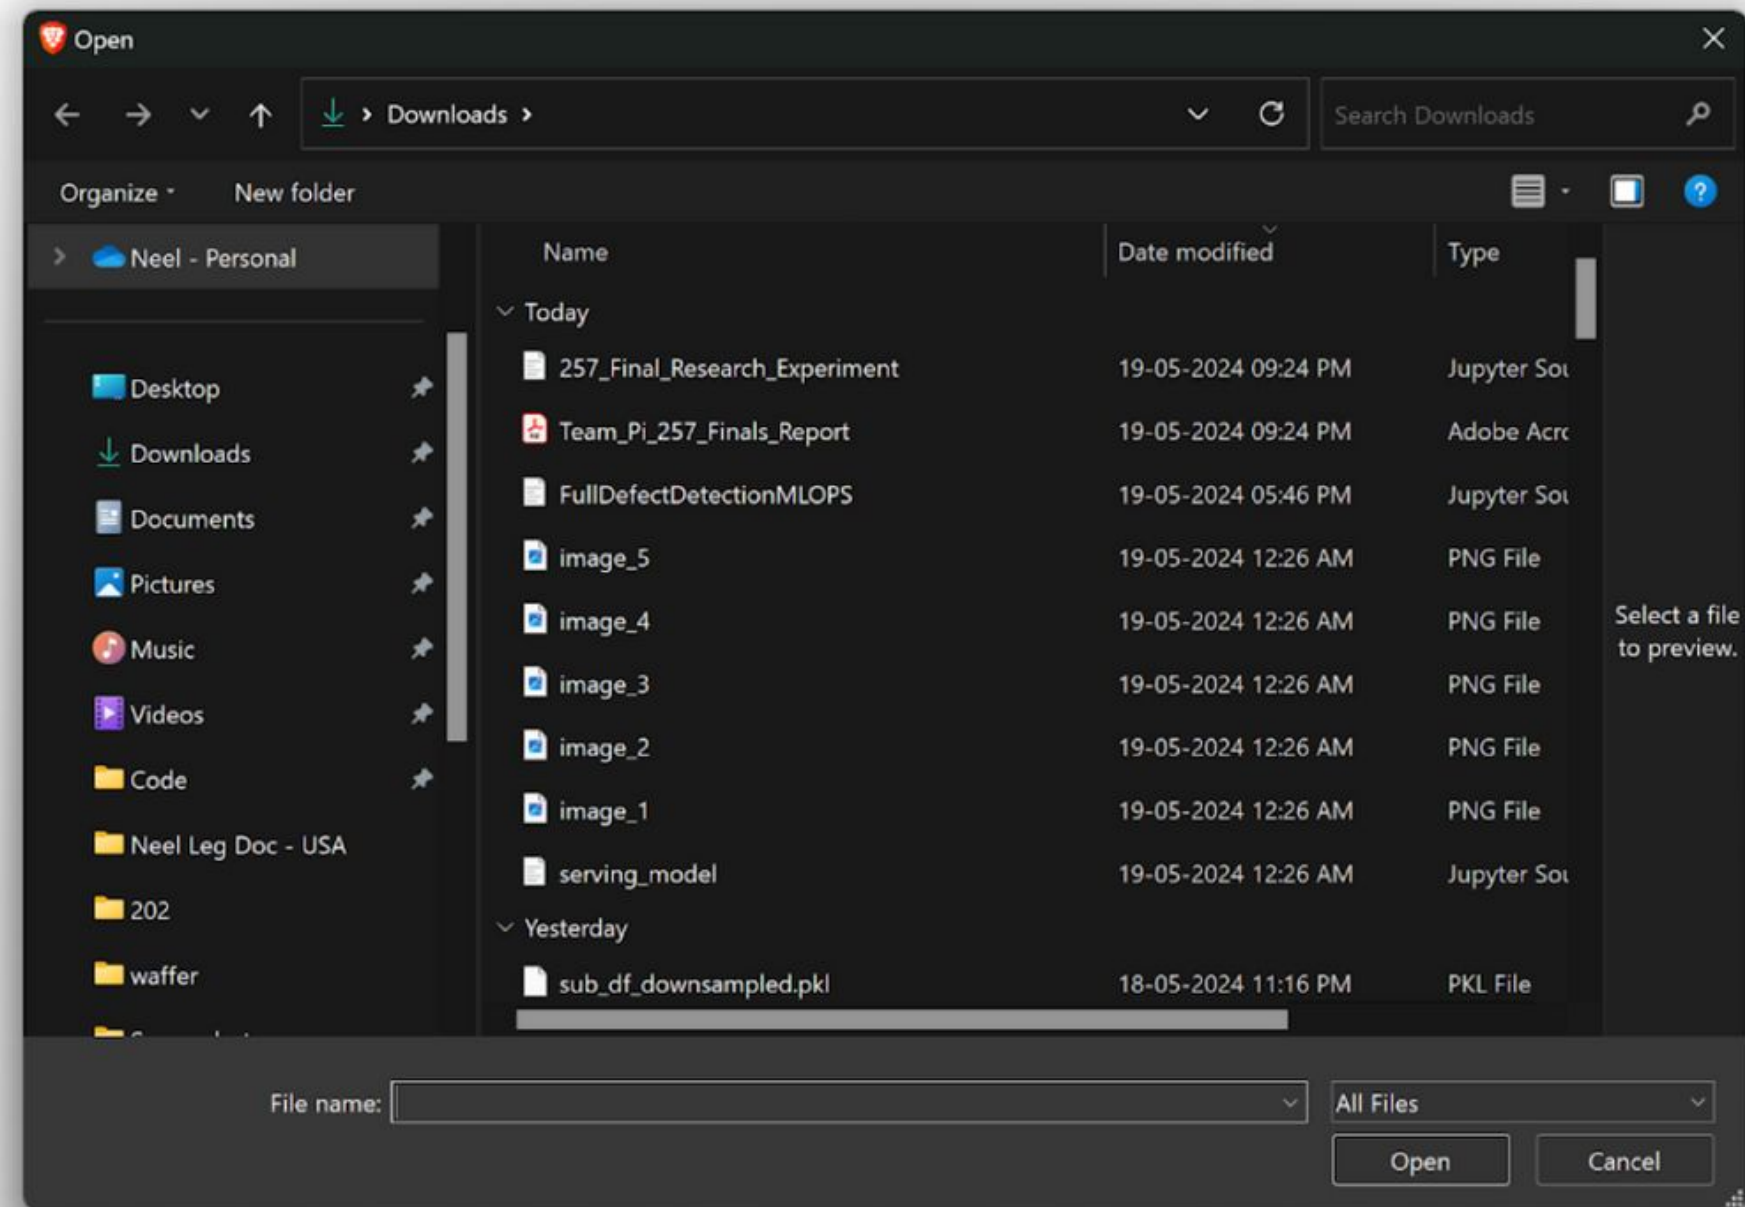 Open
Downloads
Search Downloads
Organize
New folder
Neel - Personal
Desktop
Downloads
Documents
Pictures
Music
Videos
Code
Neel Leg Doc - USA
202
waffer
Name Date modified Type
Today
257_Final_Research_Experiment 19-05-2024 09:24 PM Jupyter Sou
Team_Pi_257_Finals_Report 19-05-2024 09:24 PM Adobe Acro
FullDefectDetectionMLOPS 19-05-2024 05:46 PM Jupyter Sou
image_5 19-05-2024 12:26 AM PNG File
image_4 19-05-2024 12:26 AM PNG File
image_3 19-05-2024 12:26 AM PNG File
image_2 19-05-2024 12:26 AM PNG File
image_1 19-05-2024 12:26 AM PNG File
serving_model 19-05-2024 12:26 AM Jupyter Sou
Yesterday
sub_df_downsampled.pkl 18-05-2024 11:16 PM PKL File
Select a file
to preview.
File name:
All Files
Open
Cancel